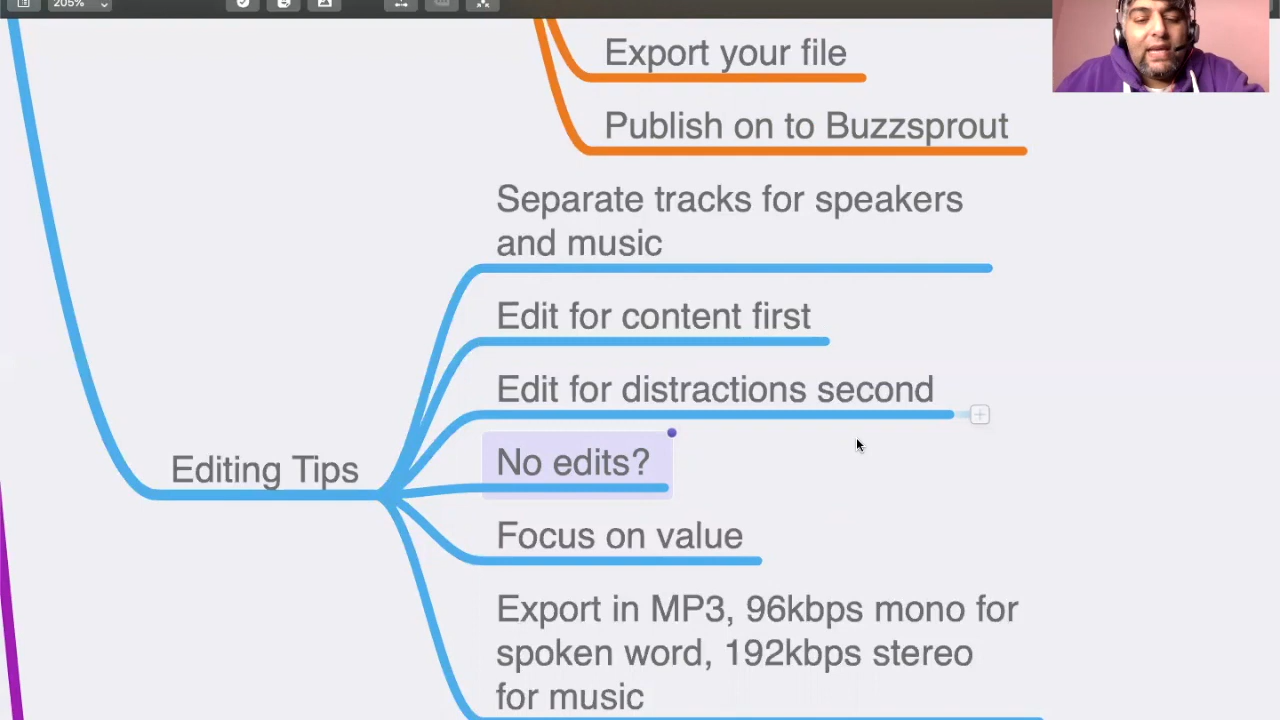 205%
Export your file
Publish on to Buzzsprout
Separate tracks for speakers
and music
Edit for content first
Edit for distractions second
Editing Tips
No edits?
Focus on value
Export in MP3, 96kbps mono for
spoken word, 192kbps stereo
for music